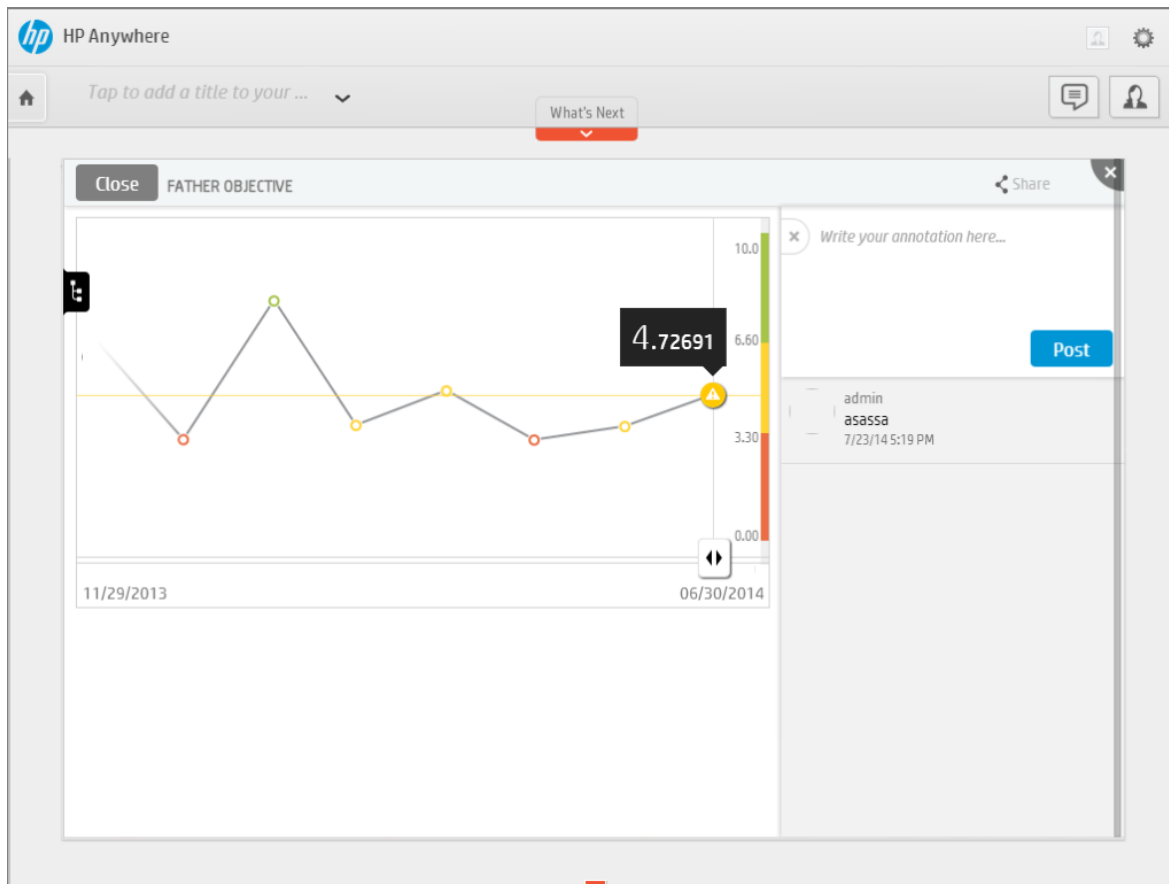 hp HP Anywhere
Tap to add a title to your ...
What's Next
Close FATHER OBJECTIVE
Share
Write your annotation here...
10.0
4.72691
6.60
Post
admin
asassa
7/23/14 5:19 PM
3.30
0.00
11/29/2013
06/30/2014